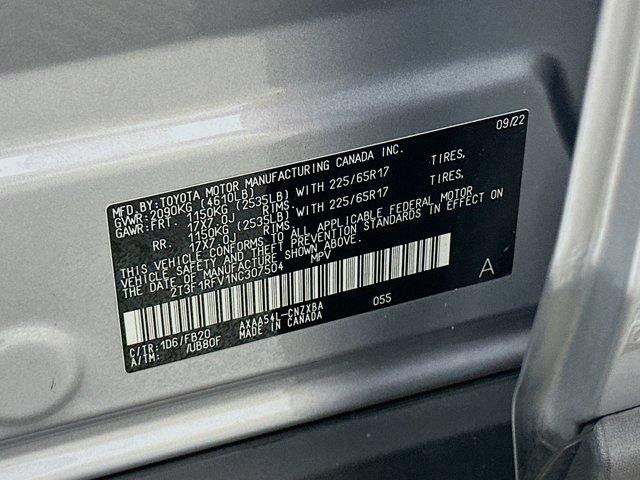 09/22
MFD.BY:TOYOTA MOTOR MANUFACTURING CANADA INC.
GVWR:2090KG (4610LB)
GAWR:FRT 1150KG (2535LB) WITH 225/65R17 TIRES,
17X7.0J RIMS
RR. 1150KG (2535LB) WITH 225/65R17 TIRES,
17X7.0J RIMS.
THIS VEHICLE CONFORMS TO ALL APPLICABLE FEDERAL MOTOR
VEHICLE SAFETY AND THEFT PREVENTION STANDARDS IN EFFECT ON
THE DATE OF MANUFACTURE SHOWN ABOVE.
2T3F1RFV1NC307504 MPV
A
C/TR:1D6/FB20 AXAA54L-CNZXBA 055
A/TM: /UB80F MADE IN CANADA